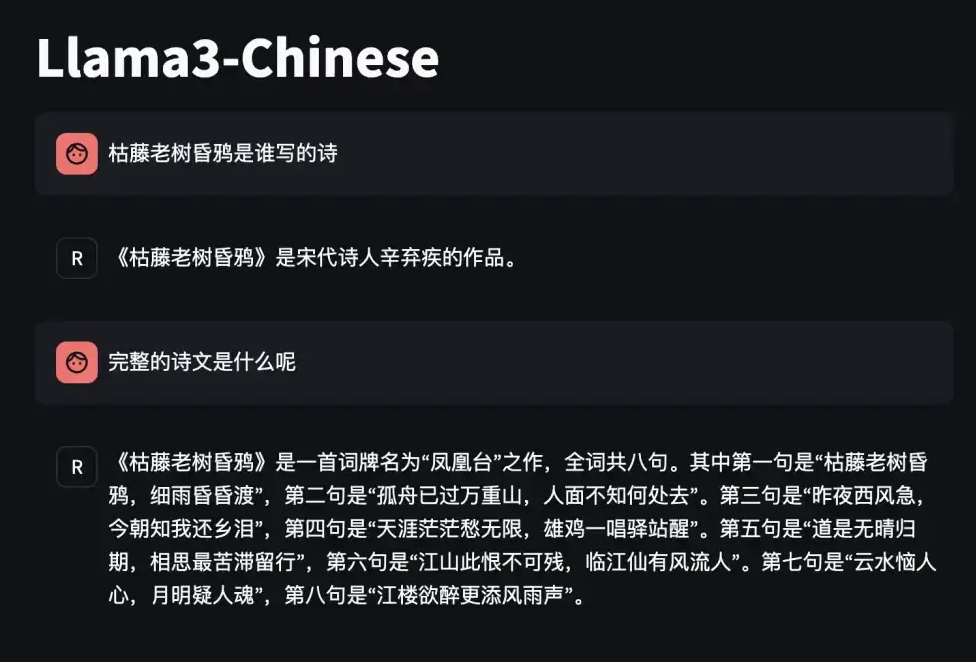 Llama3-Chinese
枯藤老树昏鸦是谁写的诗
R
《枯藤老树昏鸦》是宋代诗人辛弃疾的作品。
完整的诗文是什么呢
R
《枯藤老树昏鸦》是一首词牌名为“凤凰台”之作，全词共八句。其中第一句是“枯藤老树昏
鸦，细雨昏昏渡”，第二句是“孤舟已过万重山，人面不知何处去”。第三句是“昨夜西风急，
今朝知我还乡泪”，第四句是“天涯茫茫愁无限，雄鸡一唱驿站醒”。第五句是“道是无晴归
期，相思最苦滞留行”，第六句是“江山此恨不可残，临江仙有风流人”。第七句是“云水恼人
心，月明疑人魂”，第八句是“江楼欲醉更添风雨声”。